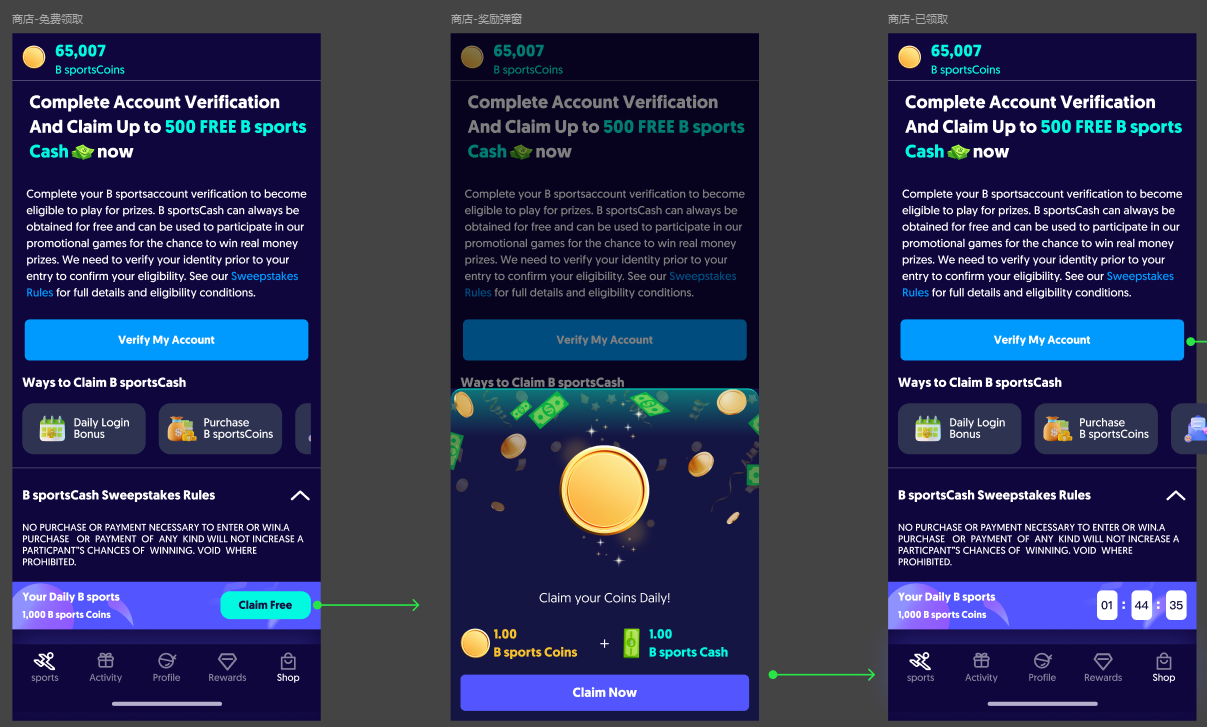 商店-免费领取
65,007
B sportsCoins
Complete Account Verification
And Claim Up to 500 FREE B sports
Cash now
Complete your B sportsaccount verification to become
eligible to play for prizes. B sportsCash can always be
obtained for free and can be used to participate in our
promotional games for the chance to win real money
prizes. We need to verify your identity prior to your
entry to confirm your eligibility. See our Sweepstakes
Rules for full details and eligibility conditions.
Verify My Account
Ways to Claim B sportsCash
Daily Login
Bonus
Purchase
B sportsCoins
B sportsCash Sweepstakes Rules
NO PURCHASE OR PAYMENT NECESSARY TO ENTER OR WIN.A
PURCHASE OR PAYMENT OF ANY KIND WILL NOT INCREASE A
PARTICPANT"S CHANCES OF WINNING. VOID WHERE
PROHIBITED.
Your Daily B sports
1,000 B sports Coins
Claim Free
sports
Activity
Profile
Rewards
Shop
商店-奖励弹窗
65,007
B sportsCoins
Complete Account Verification
And Claim Up to 500 FREE B sports
Cash now
Complete your B sportsaccount verification to become
eligible to play for prizes. B sportsCash can always be
obtained for free and can be used to participate in our
promotional games for the chance to win real money
prizes. We need to verify your identity prior to your
entry to confirm your eligibility. See our Sweepstakes
Rules for full details and eligibility conditions.
Verify My Account
Ways to Claim B sportsCash
Claim your Coins Daily!
1.00
B sports Coins
+
1.00
B sports Cash
Claim Now
商店-已领取
65,007
B sportsCoins
Complete Account Verification
And Claim Up to 500 FREE B sports
Cash now
Complete your B sportsaccount verification to become
eligible to play for prizes. B sportsCash can always be
obtained for free and can be used to participate in our
promotional games for the chance to win real money
prizes. We need to verify your identity prior to your
entry to confirm your eligibility. See our Sweepstakes
Rules for full details and eligibility conditions.
Verify My Account
Ways to Claim B sportsCash
Daily Login
Bonus
Purchase
B sportsCoins
B sportsCash Sweepstakes Rules
NO PURCHASE OR PAYMENT NECESSARY TO ENTER OR WIN.A
PURCHASE OR PAYMENT OF ANY KIND WILL NOT INCREASE A
PARTICPANT"S CHANCES OF WINNING. VOID WHERE
PROHIBITED.
Your Daily B sports
1,000 B sports Coins
01 : 44 : 35
sports
Activity
Profile
Rewards
Shop